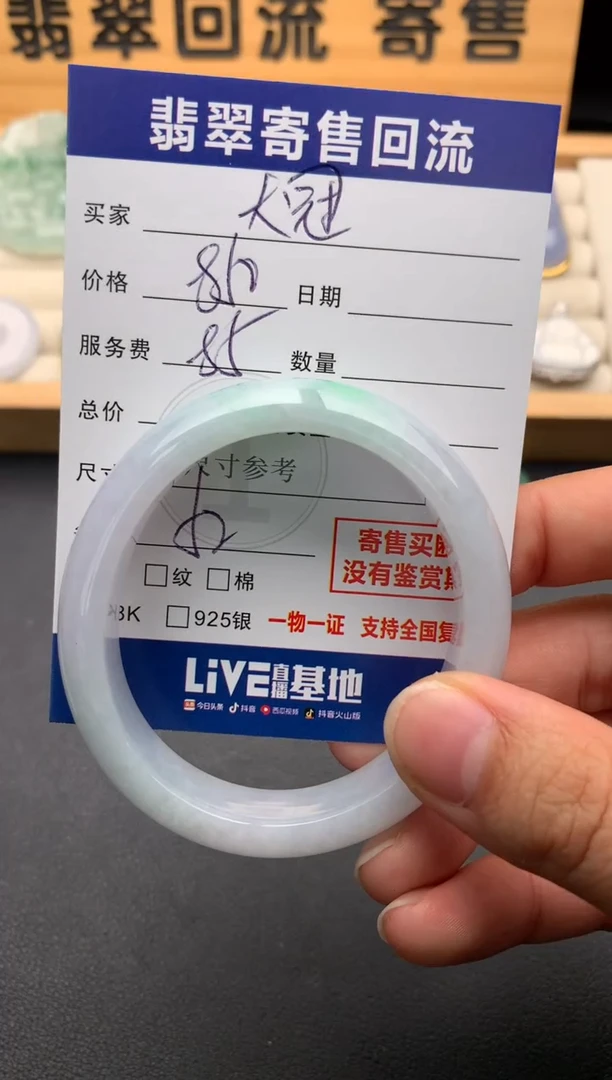 翡翠回流 寄售
翡翠寄售回流
买家 大冠
价格 日期
服务费 85 数量
总价
尺寸 尺寸参考
纹 棉
寄售买
没有鉴赏
8K 925银 一物一证 支持全国复
LiVE直播基地
今日头条 抖音 西瓜视频 抖音火山版